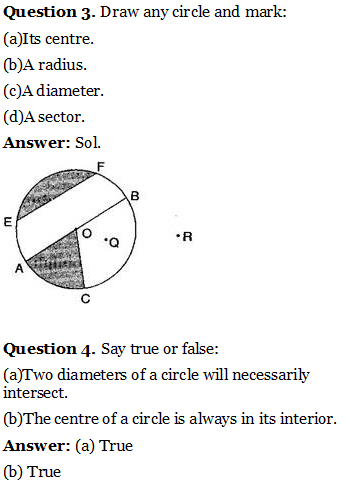 Question 3. Draw any circle and mark:
(a)Its centre.
(b)A radius.
(c)A diameter.
(d)A sector.
Answer: Sol.
F
B
E
O
Q
R
A
C
Question 4. Say true or false:
(a)Two diameters of a circle will necessarily
intersect.
(b)The centre of a circle is always in its interior.
Answer: (a) True
(b) True